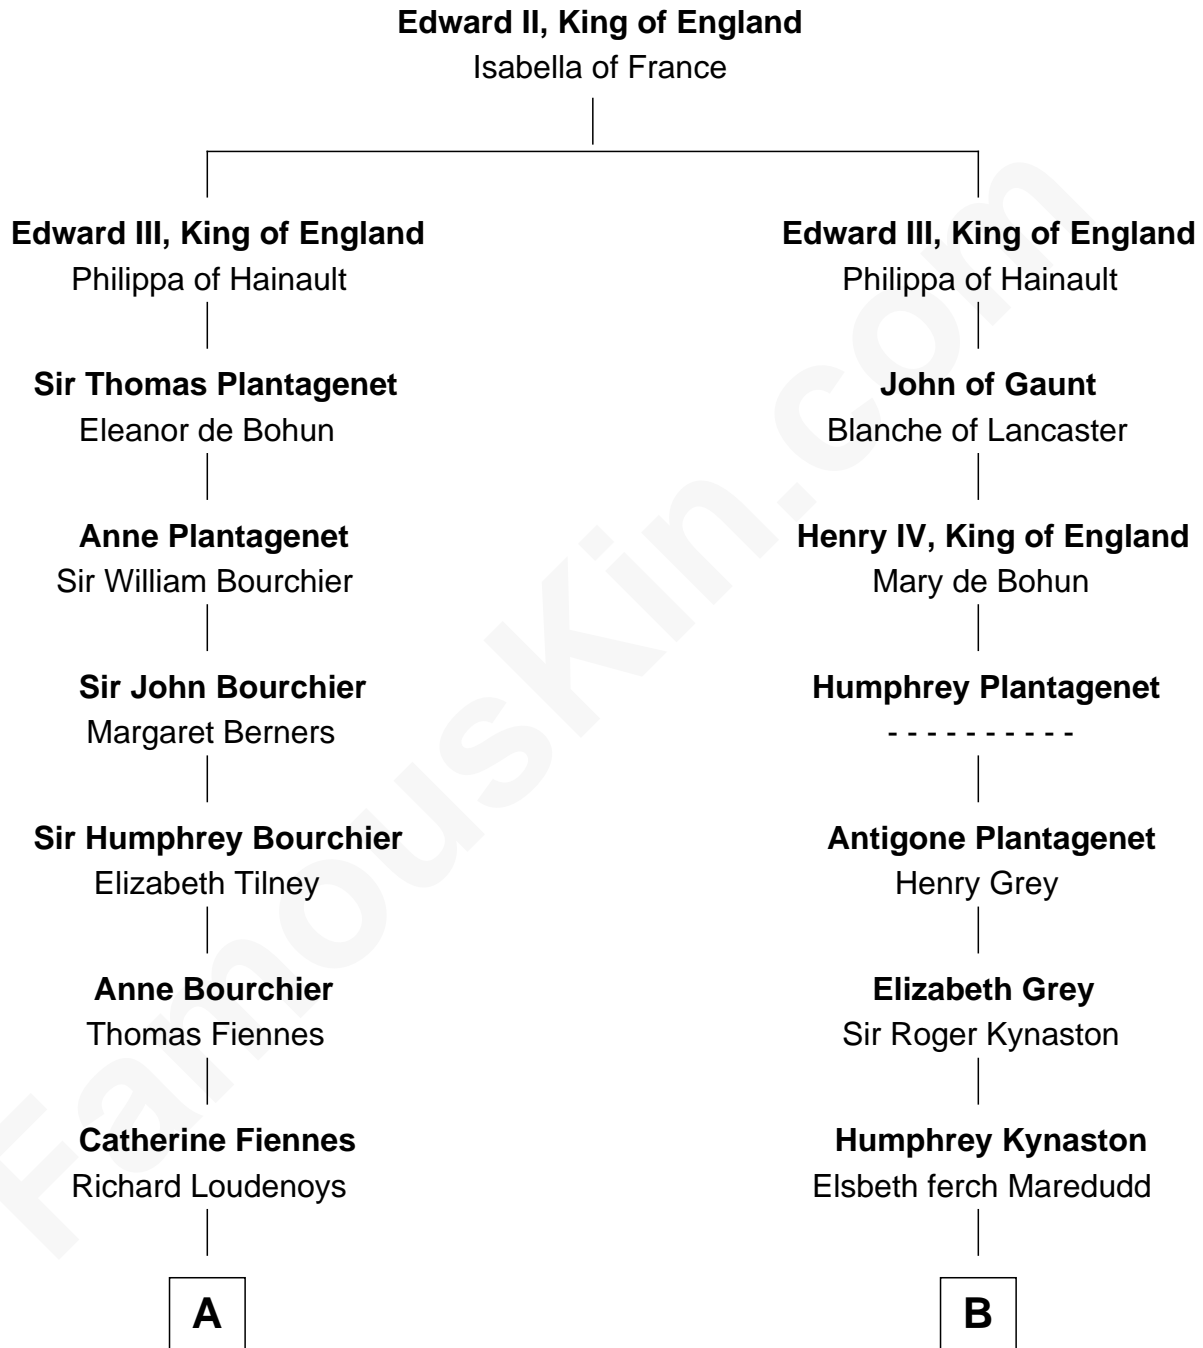 Edward II, King of England
Isabella of France
Edward III, King of England
Philippa of Hainault
Edward III, King of England
Philippa of Hainault
Sir Thomas Plantagenet
Eleanor de Bohun
John of Gaunt
Blanche of Lancaster
Anne Plantagenet
Sir William Bourchier
Henry IV, King of England
Mary de Bohun
Sir John Bourchier
Margaret Berners
Humphrey Plantagenet
- - - - - - - - - -
Sir Humphrey Bourchier
Elizabeth Tilney
Antigone Plantagenet
Henry Grey
Anne Bourchier
Thomas Fiennes
Elizabeth Grey
Sir Roger Kynaston
Catherine Fiennes
Richard Loudenoys
Humphrey Kynaston
Elsbeth ferch Maredudd
A
B
FamousKin.com